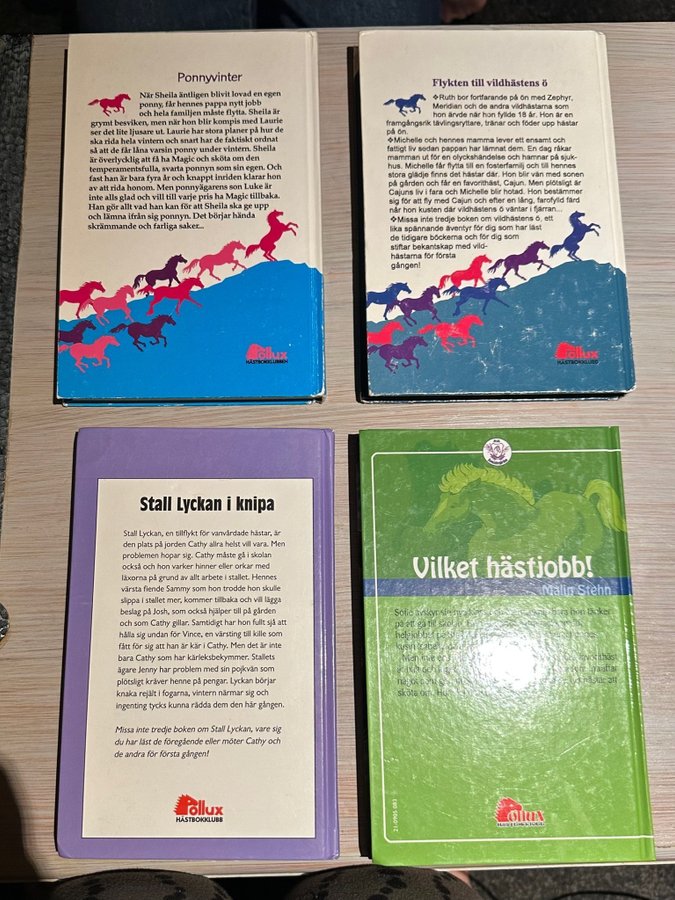 Ponnyvinter
När Sheila äntligen blivit lovad en egen
ponny, får hennes pappa nytt jobb
och hela familjen måste flytta. Sheila är
grymt besviken, men när hon blir kompis med Laurie
ser det lite ljusare ut. Laurie har stora planer på hur de
ska rida hela vintern och snart har de faktiskt ordnat
så att de får låna varsin ponny under vintern. Sheila
är överlycklig att få ha Magic och sköta om den
temperamentsfulla, svarta ponnyn som sin egen. Och
fast han är bara fyra år och knappt inriden klarar hon
av att rida honom. Men ponnyägarens son Luke är
inte alls glad och vill till varje pris ha Magic tillbaka.
Han gör allt vad han kan för att Sheila ska ge upp
och lämna ifrån sig ponnyn. Det börjar hända
skrämmande och farliga saker...
Pollux
HÄSTBOKKLUBBEN
Flykten till vildhästens ö
❖Ruth bor fortfarande på ön med Zephyr,
Meridian och de andra vildhästarna som
hon ärvde när hon fyllde 18 år. Hon är en
framgångsrik tävlingsryttare, tränar och föder upp hästar
på ön.
❖Michelle och hennes mamma lever ett ensamt och
fattigt liv sedan pappan har lämnat dem. En dag råkar
mamman ut för en olyckshändelse och hamnar på sjuk-
hus. Michelle får flytta till en fosterfamilj och till hennes
stora glädje finns det hästar där. Hon blir vän med sonen
på gården och får en favorithäst, Cajun. Men plötsligt är
Cajuns liv i fara och Michelle blir hotad. Hon bestämmer
sig för att fly med Cajun och efter en lång, farofylld färd
når hon kusten där vildhästens ö väntar i fjärran...
❖Missa inte tredje boken om vildhästens ö, ett
lika spännande äventyr för dig som har läst
de tidigare böckerna och för dig som
stiftar bekantskap med vild-
hästarna för första
gången!
Pollux
HÄSTBOKKLUBB
Stall Lyckan i knipa
Stall Lyckan, en tillflykt för vanvårdade hästar, är
den plats på jorden Cathy allra helst vill vara. Men
problemen hopar sig. Cathy måste gå i skolan
också och hon varker hinner eller orkar med
läxorna på grund av allt arbete i stallet. Hennes
värsta fiende Sammy som hon trodde hon skulle
slippa i stallet mer, kommer tillbaka och vill lägga
beslag på Josh, som också hjälper till på gården
och som Cathy gillar. Samtidigt har hon fullt sjå att
hålla sig undan för Vince, en värsting till kille som
fått för sig att han är kär i Cathy. Men det är inte
bara Cathy som har kärleksbekymmer. Stallets
ägare Jenny har problem med sin pojkvän som
plötsligt kräver henne på pengar. Lyckan börjar
knaka rejält i fogarna, vintern närmar sig och
ingenting tycks kunna rädda dem den här gången.
Missa inte tredje boken om Stall Lyckan, vare sig
du har läst de föregående eller möter Cathy och
de andra för första gången!
Pollux
HÄSTBOKKLUBB
Vilket hästjobb!
Malin Stehn
på att gå till skolan
sköta om.
Pollux
HÄSTBOKKLUBB
21-0905 083